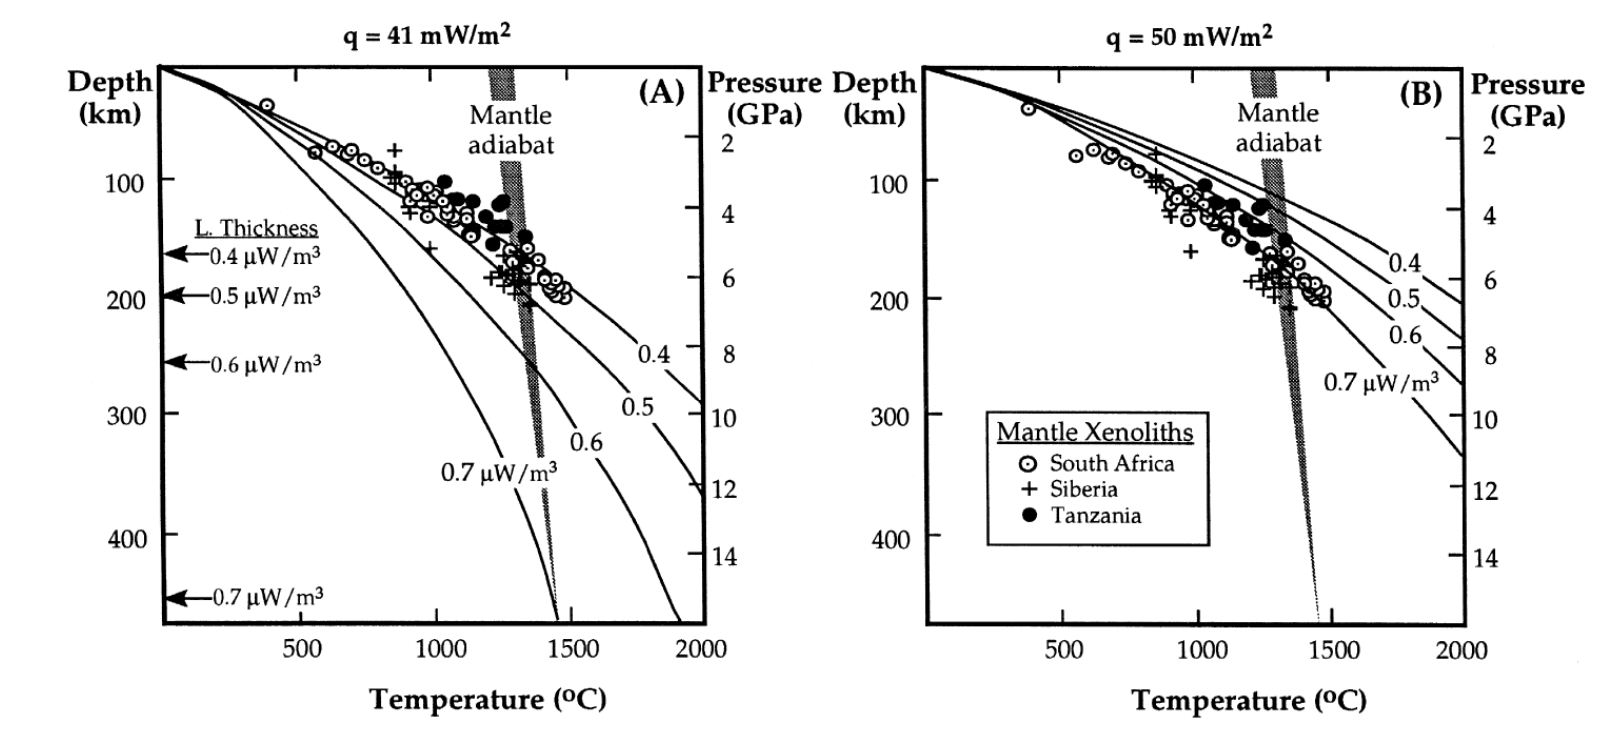 q = 41 mW/m²
Depth
(km)
(A)
Pressure
(GPa)
Mantle
adiabat
2
100
4
L. Thickness
0.4 µW/m³
6
0.5 µW/m³
200
0.4
8
0.6 µW/m³
0.5
10
300
0.6
0.7 µW/m³
12
400
14
0.7 µW/m³
500
1000
1500
2000
Temperature (ºC)
q = 50 mW/m²
Depth
(km)
(B)
Pressure
(GPa)
Mantle
adiabat
2
100
4
0.4
6
0.5
200
0.6
8
0.7 µW/m³
300
10
Mantle Xenoliths
South Africa
Siberia
12
Tanzania
400
14
500
1000
1500
2000
Temperature (ºC)